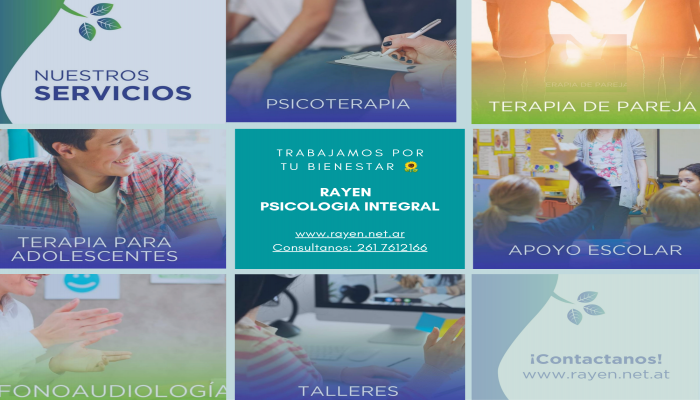 NUESTROS
SERVICIOS
PSICOTERAPIA
TERAPIA DE PAREJA
TERAPIA PARA
ADOLESCENTES
TRABAJAMOS POR
TU BIENESTAR 🌻
RAYEN
PSICOLOGIA INTEGRAL
www.rayen.net.ar
Consultanos: 261 7612166
APOYO ESCOLAR
FONOAUDIOLOGÍA
TALLERES
¡Contactanos!
www.rayen.net.at